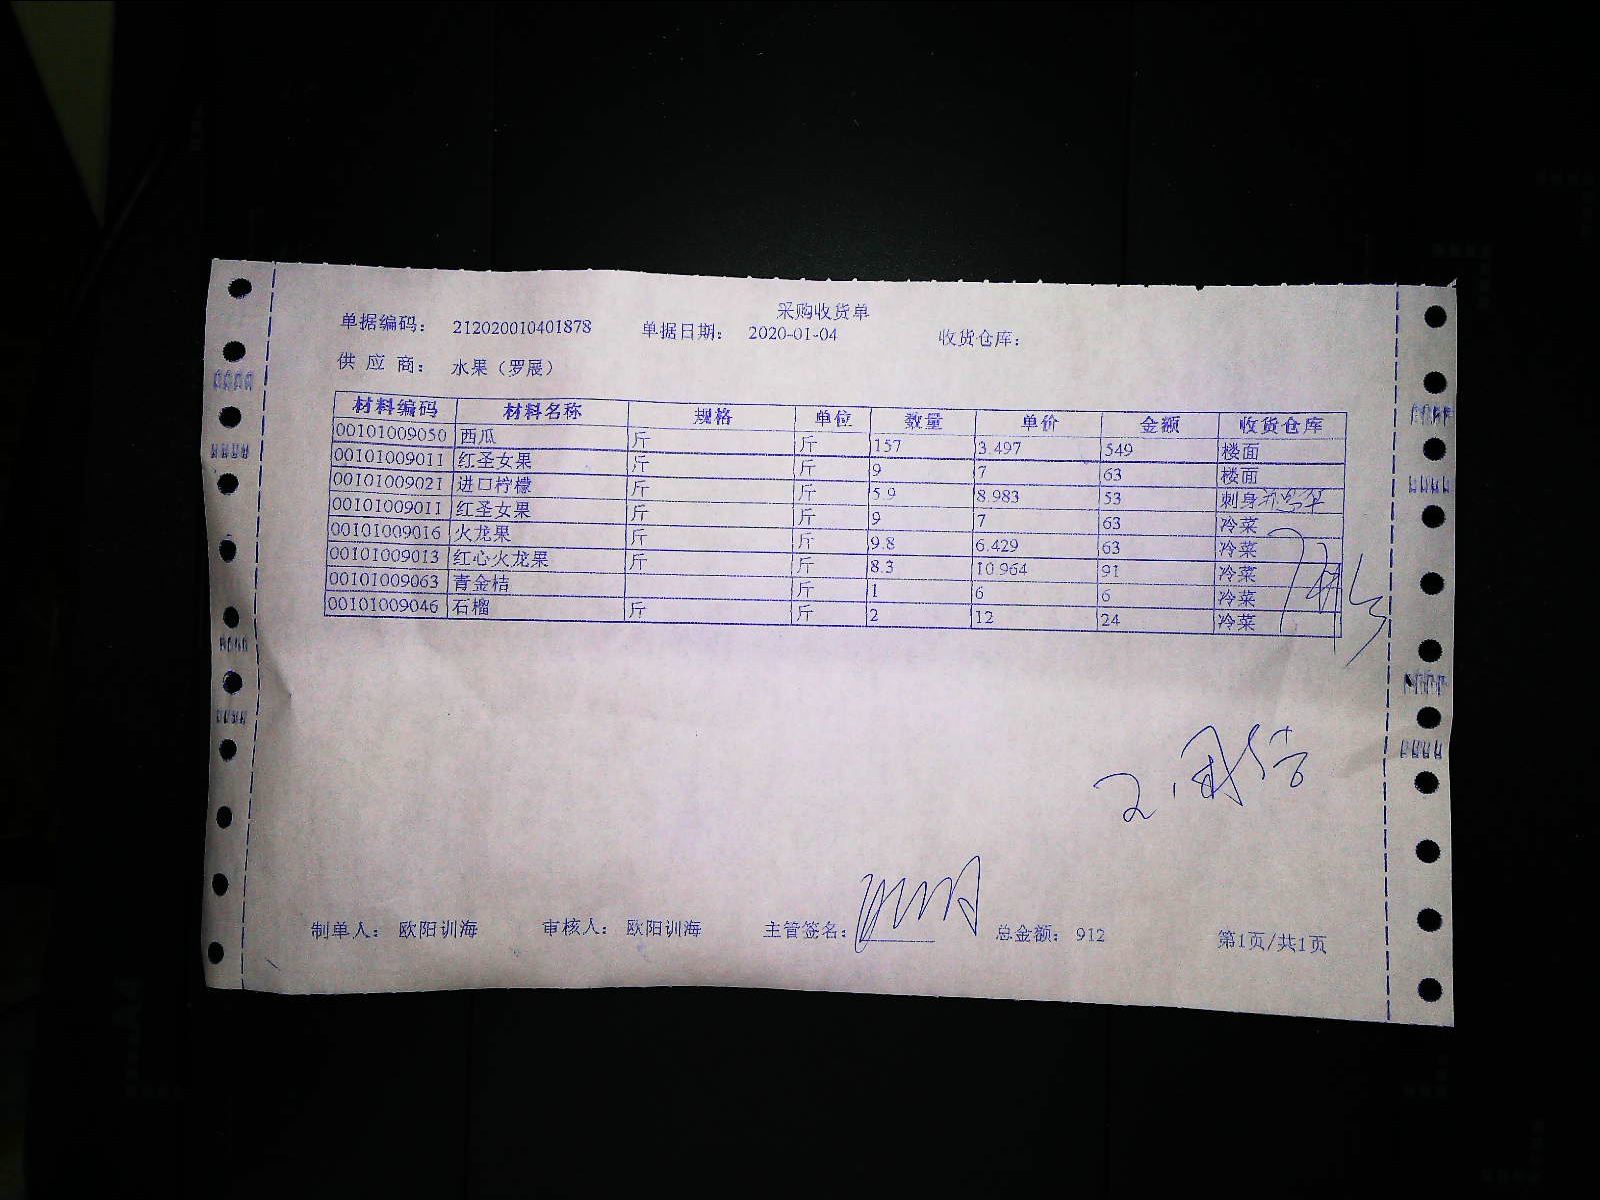 采购收货单
单据编码： 212020010401878 单据日期： 2020-01-04 收货仓库：
供 应 商： 水果（罗展）
材料编码 材料名称 规格 单位 数量 单价 金额 收货仓库
00101009050 西瓜 斤 斤 157 3.497 549 楼面
00101009011 红圣女果 斤 斤 9 7 63 楼面
00101009021 进口柠檬 斤 斤 5.9 8.983 53 刺身
00101009011 红圣女果 斤 斤 9 7 63 冷菜
00101009016 火龙果 斤 斤 9.8 6.429 63 冷菜
00101009013 红心火龙果 斤 斤 8.3 10.964 91 冷菜
00101009063 青金桔 斤 1 6 6 冷菜
00101009046 石榴 斤 斤 2 12 24 冷菜
制单人： 欧阳训海 审核人： 欧阳训海 主管签名： 总金额： 912 第1页/共1页